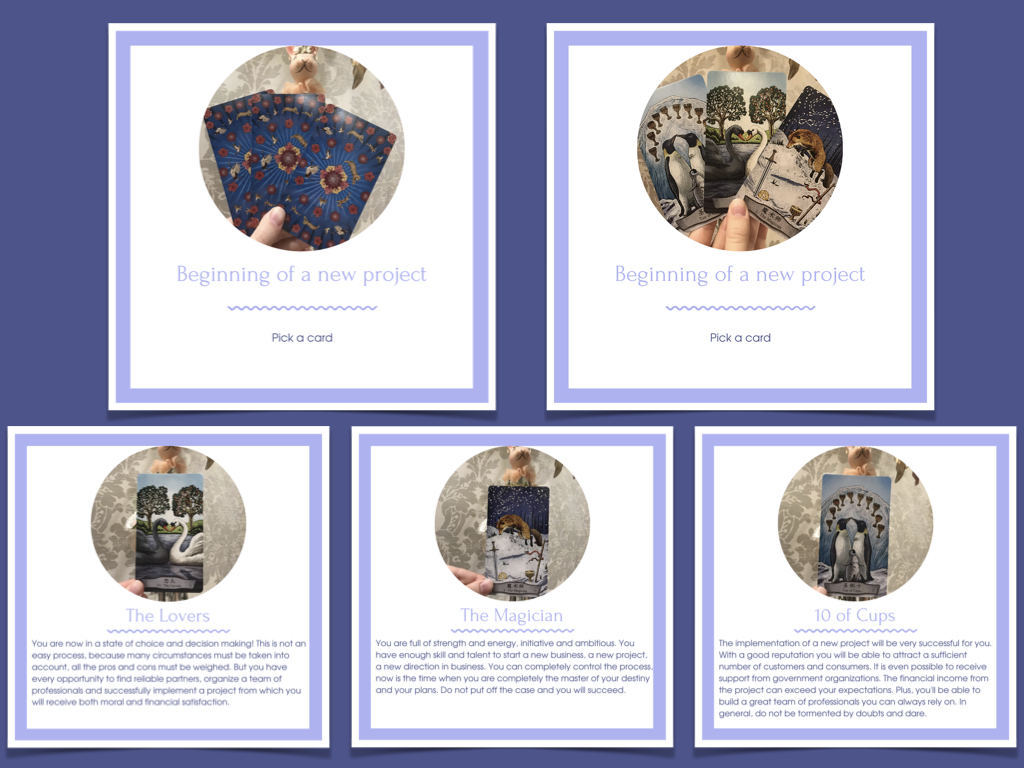 Beginning of a new project
Pick a card
Beginning of a new project
Pick a card
The Lovers
You are now in a state of choice and decision making! This is not an
easy process, because many circumstances must be taken into
account, all the pros and cons must be weighed. But you have
every opportunity to find reliable partners, organize a team of
professionals and successfully implement a project from which you
will receive both moral and financial satisfaction.
The Magician
You are full of strength and energy, initiative and ambitious. You
have enough skill and talent to start a new business, a new project,
a new direction in business. You can completely control the process,
now is the time when you are completely the master of your destiny
and your plans. Do not put off the case and you will succeed.
10 of Cups
The implementation of a new project will be very successful for you.
With a good reputation you will be able to attract a sufficient
number of customers and consumers. It is even possible to receive
support from government organizations. The financial income from
the project can exceed your expectations. Plus, you'll be able to
build a great team of professionals you can always rely on. In
general, do not be tormented by doubts and dare.